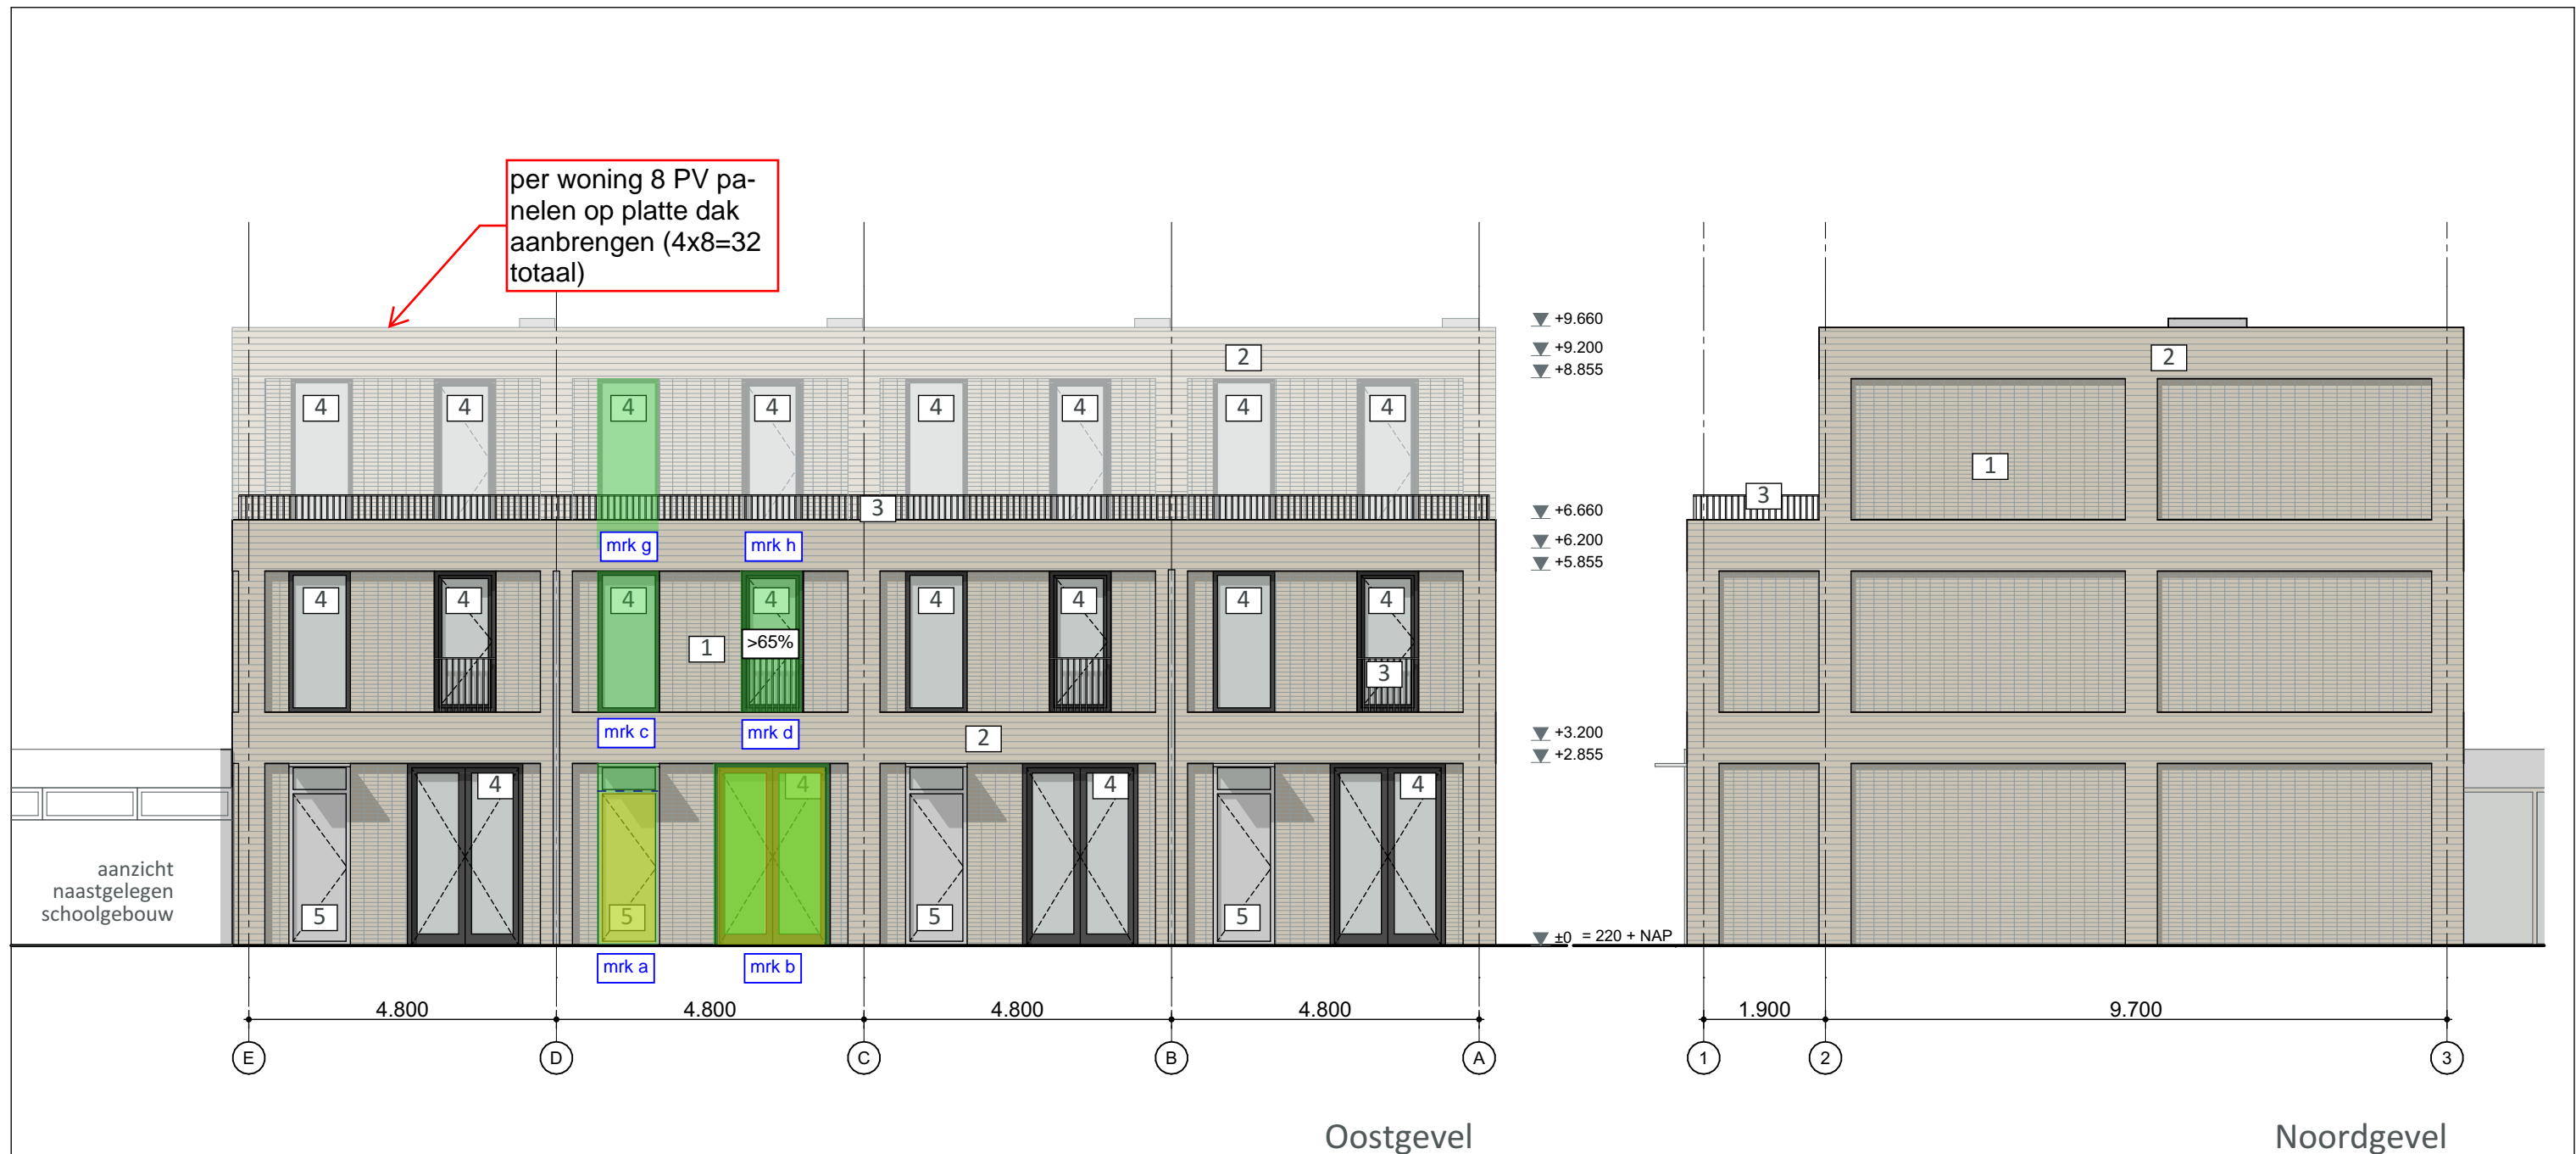 per woning 8 PV pa-
nelen op platte dak
aanbrengen (4x8=32
totaal)
+9.660
+9.200
+8.855
2
2
4 4 4 4 4 4 4 4
1
3
3
+6.660
mrk g mrk h
+6.200
+5.855
4 4 4 4 4 4 4 4
>65%
1
3
mrk c mrk d
2
+3.200
+2.855
4 4 4 4
aanzicht
naastgelegen
schoolgebouw
5 5 5 5
±0 = 220 + NAP
mrk a mrk b
4.800 4.800 4.800 4.800
1.900 9.700
E D C B A
1 2 3
Oostgevel
Noordgevel